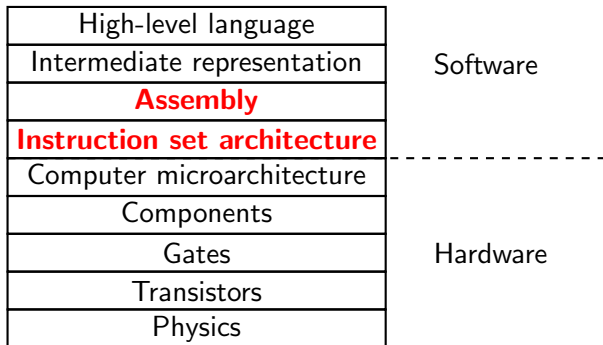 High-level language
Intermediate representation
Software
Assembly
Instruction set architecture
Computer microarchitecture
Components
Gates
Hardware
Transistors
Physics